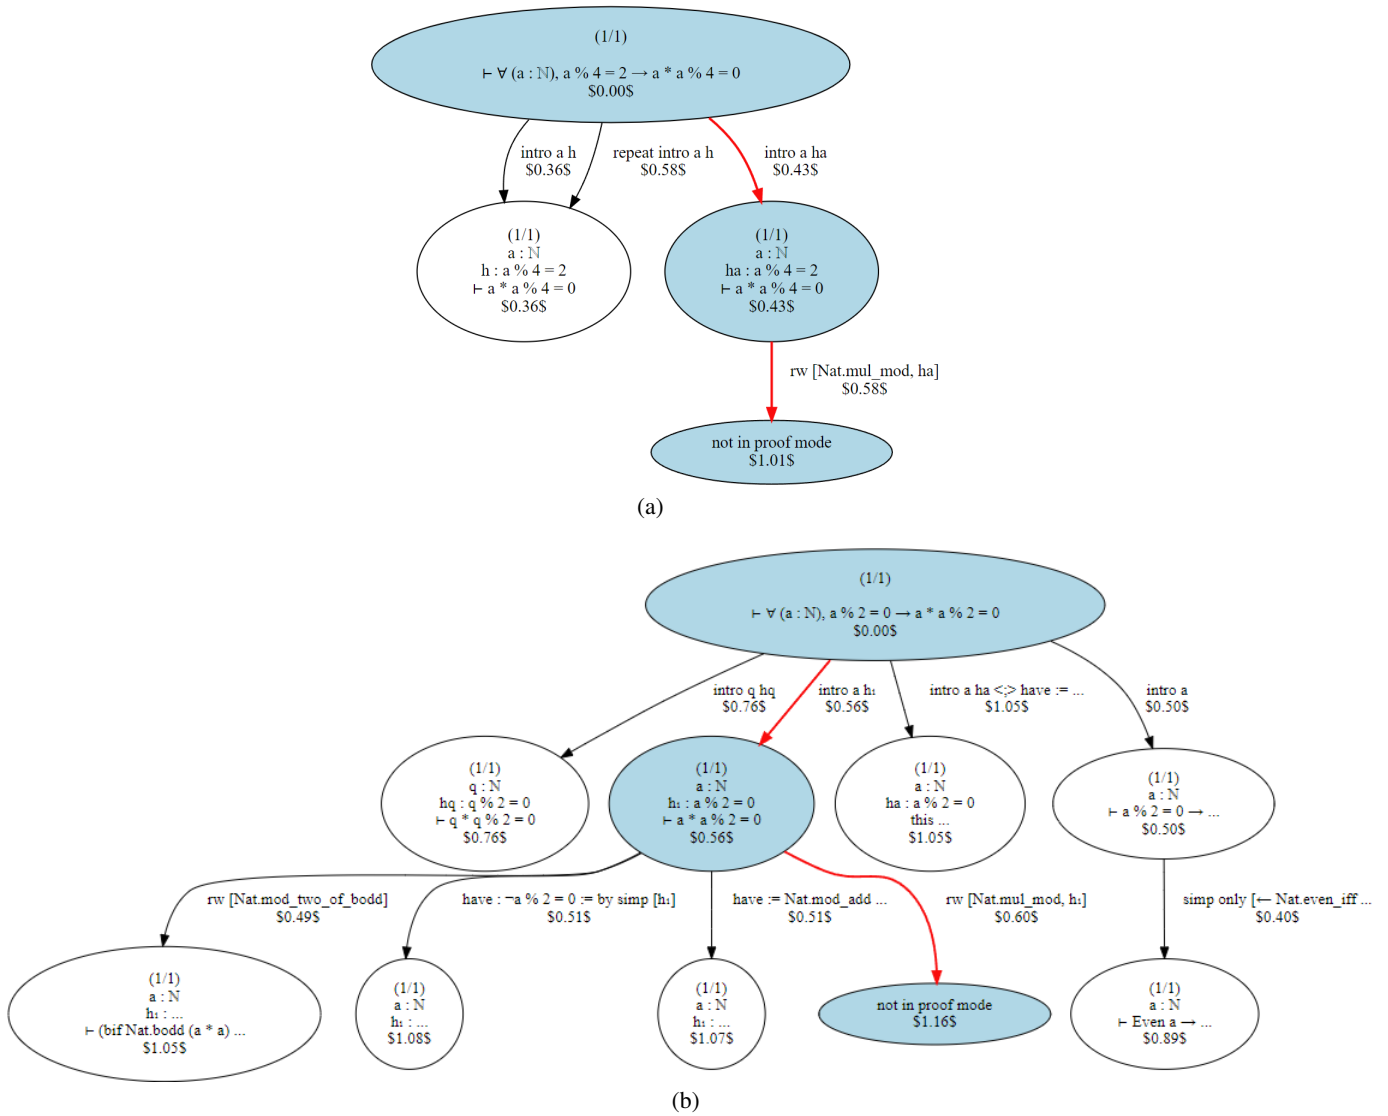 (1/1)
⊢ ∀ (a : ℕ), a % 4 = 2 → a * a % 4 = 0
$0.00$
intro a h
$0.36$
repeat intro a h
$0.58$
intro a ha
$0.43$
(1/1)
a : ℕ
h : a % 4 = 2
⊢ a * a % 4 = 0
$0.36$
(1/1)
a : ℕ
ha : a % 4 = 2
⊢ a * a % 4 = 0
$0.43$
rw [Nat.mul_mod, ha]
$0.58$
not in proof mode
$1.01$
(a)
(1/1)
⊢ ∀ (a : ℕ), a % 2 = 0 → a * a % 2 = 0
$0.00$
intro q hq
$0.76$
intro a h₁
$0.56$
intro a ha <;> have := ...
$1.05$
intro a
$0.50$
(1/1)
q : ℕ
hq : q % 2 = 0
⊢ q * q % 2 = 0
$0.76$
(1/1)
a : ℕ
h₁ : a % 2 = 0
⊢ a * a % 2 = 0
$0.56$
(1/1)
a : ℕ
ha : a % 2 = 0
this ...
$1.05$
(1/1)
a : ℕ
⊢ a % 2 = 0 → ...
$0.50$
rw [Nat.mod_two_of_bodd]
$0.49$
have : ¬a % 2 = 0 := by simp [h₁]
$0.51$
have := Nat.mod_add ...
$0.51$
rw [Nat.mul_mod, h₁]
$0.60$
simp only [← Nat.even_iff ...
$0.40$
(1/1)
a : ℕ
h₁ : ...
⊢ (bif Nat.bodd (a * a) ...
$1.05$
(1/1)
a : ℕ
h₁ : ...
$1.08$
(1/1)
a : ℕ
h₁ : ...
$1.07$
not in proof mode
$1.16$
(1/1)
a : ℕ
⊢ Even a → ...
$0.89$
(b)